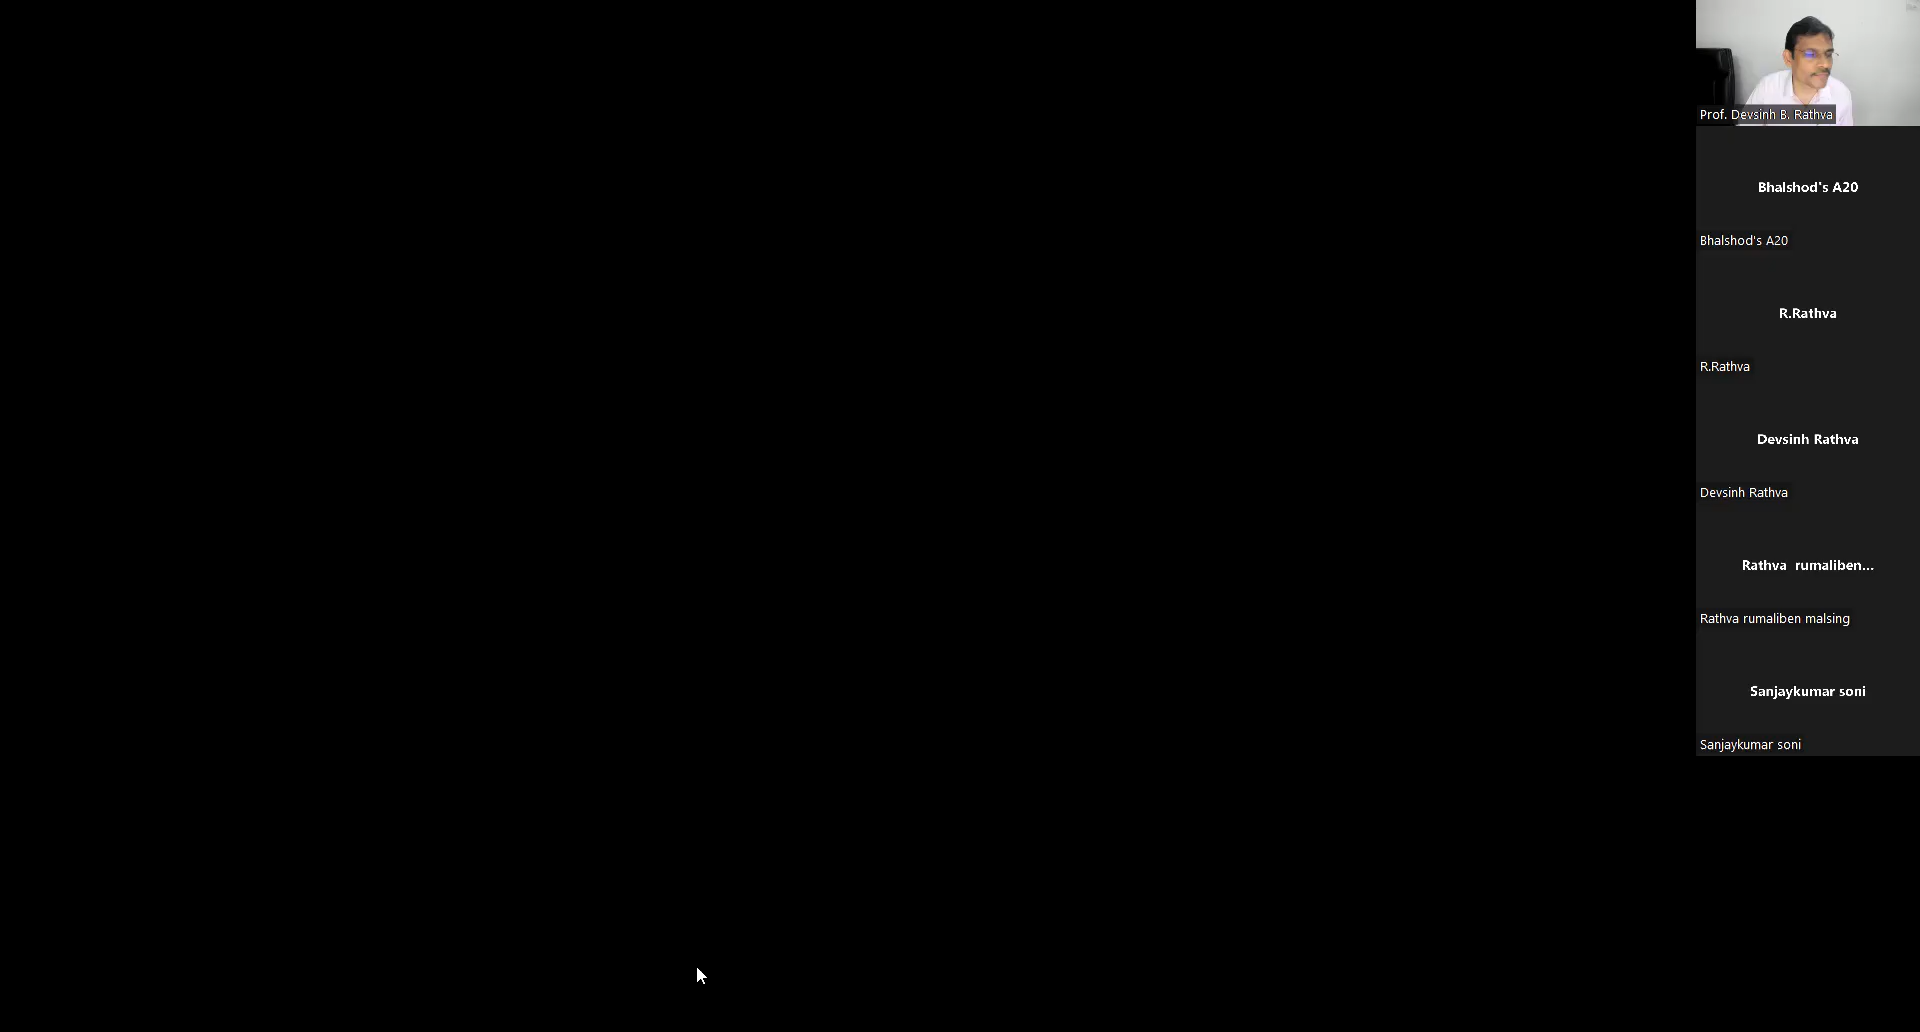 Prof. Devsinh B. Rathva
Bhalshod's A20
Bhalshod's A20
R.Rathva
R.Rathva
Devsinh Rathva
Devsinh Rathva
Rathva rumaliben...
Rathva rumaliben malsing
Sanjaykumar soni
Sanjaykumar soni